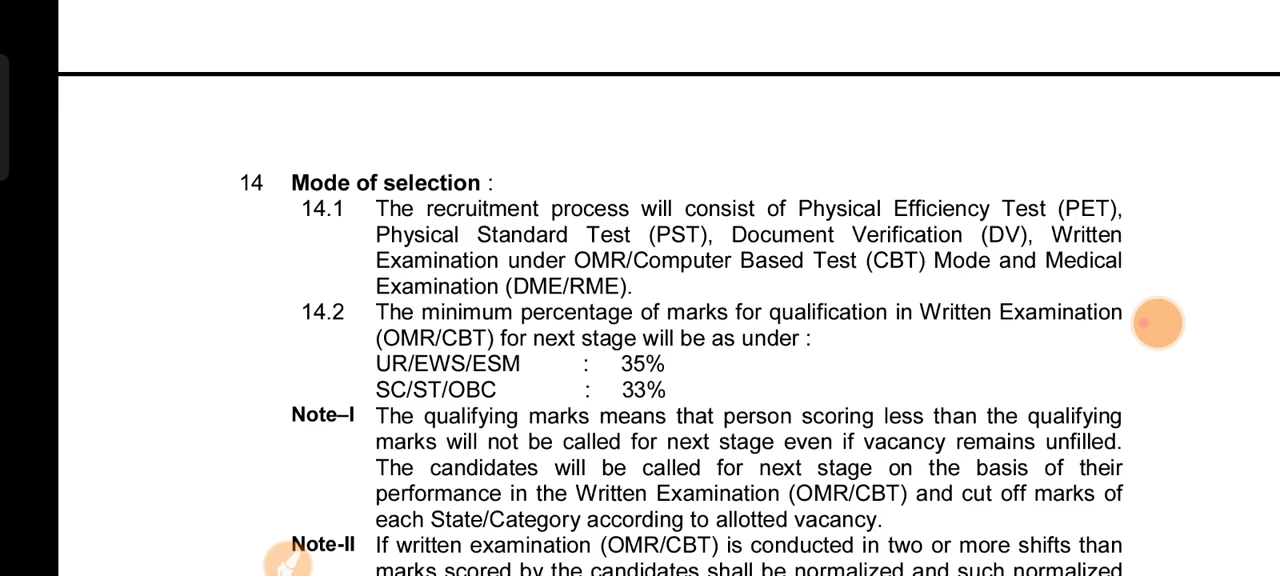 14 Mode of selection :
14.1 The recruitment process will consist of Physical Efficiency Test (PET),
Physical Standard Test (PST), Document Verification (DV), Written
Examination under OMR/Computer Based Test (CBT) Mode and Medical
Examination (DME/RME).
14.2 The minimum percentage of marks for qualification in Written Examination
(OMR/CBT) for next stage will be as under :
UR/EWS/ESM : 35%
SC/ST/OBC : 33%
Note–I The qualifying marks means that person scoring less than the qualifying
marks will not be called for next stage even if vacancy remains unfilled.
The candidates will be called for next stage on the basis of their
performance in the Written Examination (OMR/CBT) and cut off marks of
each State/Category according to allotted vacancy.
Note-II If written examination (OMR/CBT) is conducted in two or more shifts than
marks scored by the candidates shall be normalized and such normalized